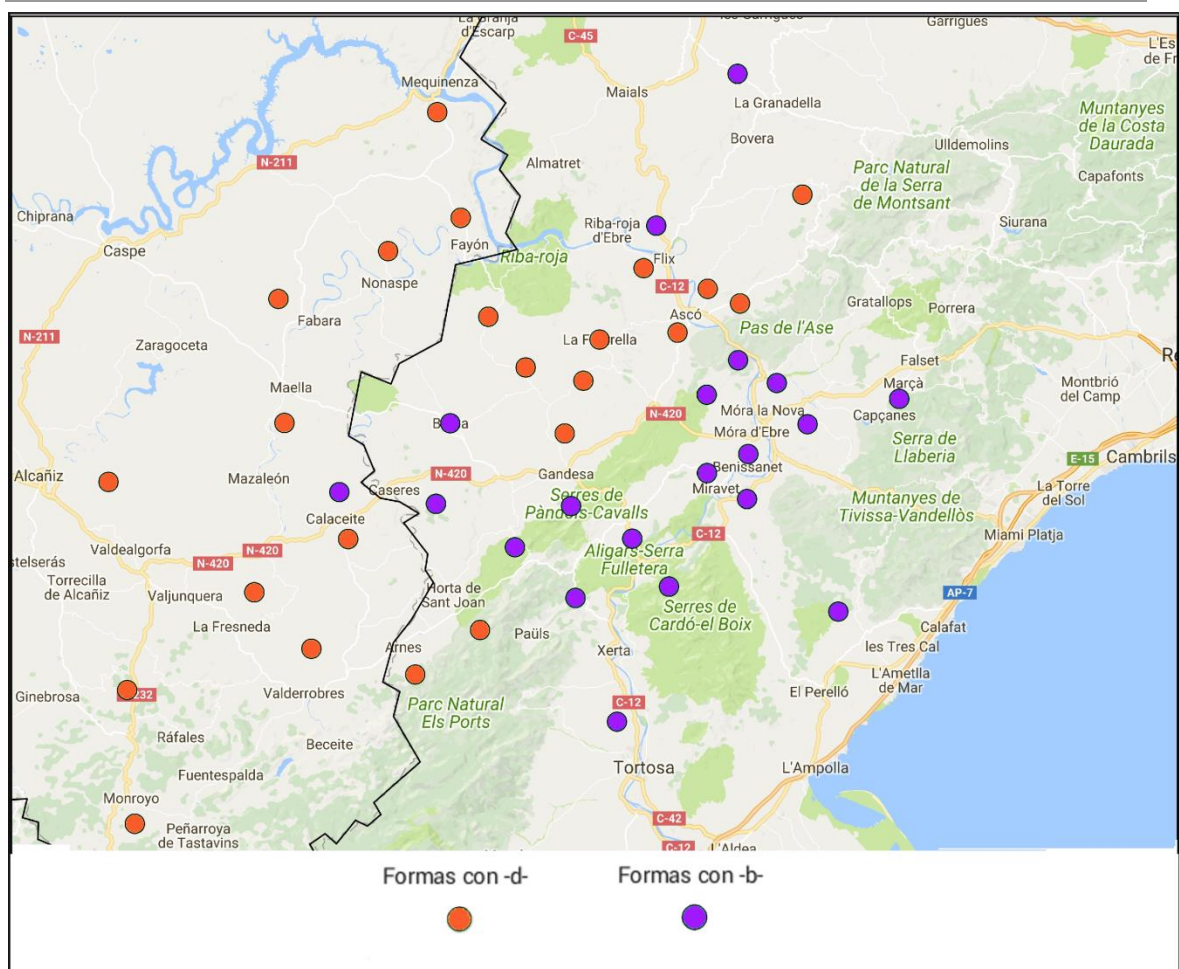 La Granja
d'Escarp
les Garrigues
Garrigues
C-45
L'Es
de Fr
Mequinenza
Maials
La Granadella
Muntanyes
de la Costa
Daurada
Bovera
Ulldemolins
N-211
Almatret
Parc Natural
de la Serra
de Montsant
Capafonts
Chiprana
Riba-roja
d'Ebre
Siurana
Caspe
Fayón
Riba-roja
Flix
Nonaspe
C-12
Gratallops
Porrera
Fabara
Ascó
Pas de l'Ase
N-211
Zaragoceta
Falset
Re
Maella
Marçà
Montbrió
del Camp
N-420
Móra la Nova
Capçanes
Móra d'Ebre
Serra de
Llaberia
E-15
Cambrils
Alcañiz
Mazaleón
N-420
Gandesa
Benissanet
Caseres
Miravet
La Torre
del Sol
Serres de
Pàndols-Cavalls
Muntanyes de
Tivissa-Vandellòs
Calaceite
C-12
Miami Platja
Valdealgorfa
N-420
N-420
Aligars-Serra
Fulletera
stelserás
Torrecilla
de Alcañiz
Valjunquera
Horta de
Sant Joan
AP-7
Serres de
Cardó-el Boix
La Fresneda
Paüls
Calafat
Arnes
Xerta
les Tres Cal
L'Ametlla
de Mar
Ginebrosa
Valderrobres
Parc Natural
Els Ports
C-12
El Perelló
Ráfales
Beceite
Fuentespalda
Tortosa
L'Ampolla
Monroyo
Peñarroya
de Tastavins
C-42
C-12
L'Aldea
Formas con -d-
Formas con -b-